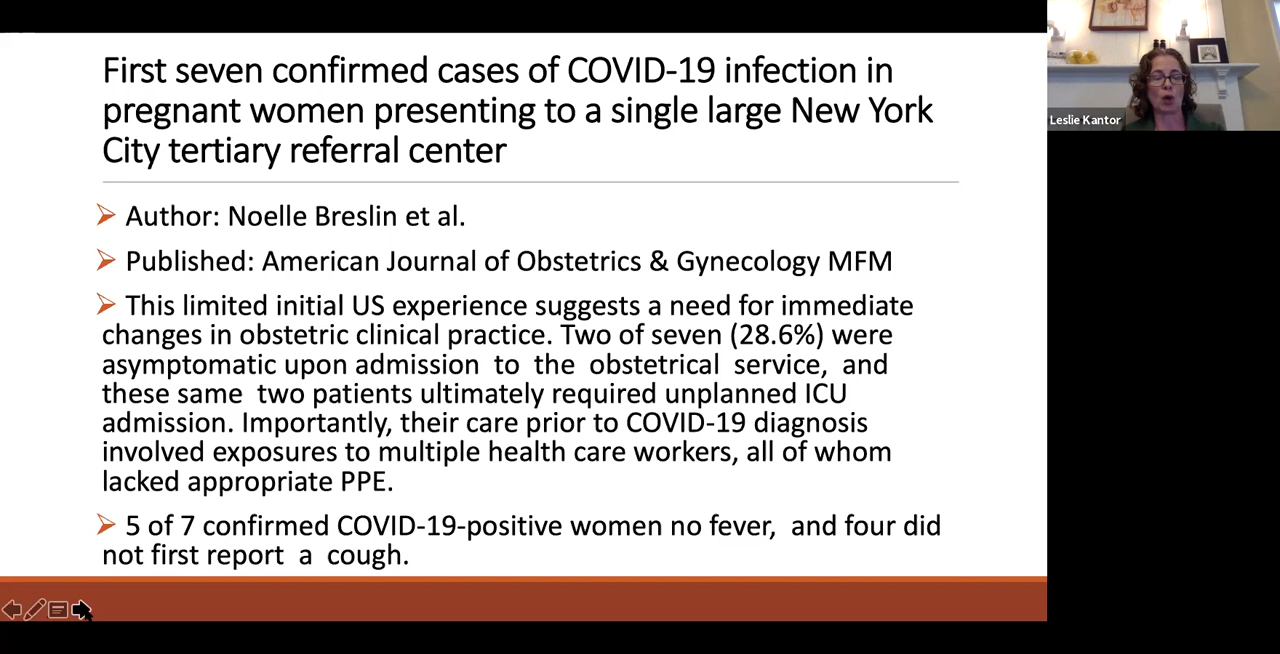 First seven confirmed cases of COVID-19 infection in
pregnant women presenting to a single large New York
City tertiary referral center
Author: Noelle Breslin et al.
Published: American Journal of Obstetrics & Gynecology MFM
This limited initial US experience suggests a need for immediate
changes in obstetric clinical practice. Two of seven (28.6%) were
asymptomatic upon admission to the obstetrical service, and
these same two patients ultimately required unplanned ICU
admission. Importantly, their care prior to COVID-19 diagnosis
involved exposures to multiple health care workers, all of whom
lacked appropriate PPE.
5 of 7 confirmed COVID-19-positive women no fever, and four did
not first report a cough.
Leslie Kantor